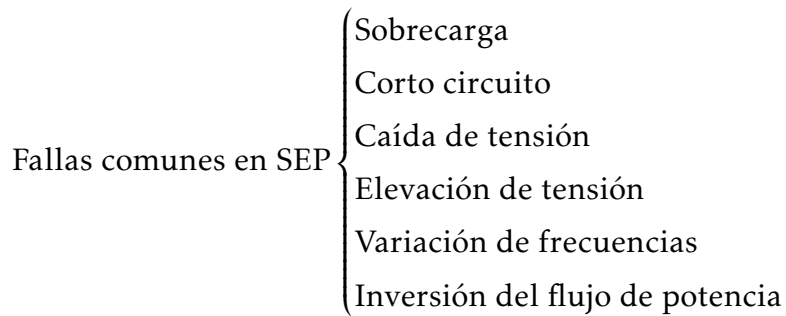 Fallas comunes en SEP
Sobrecarga
Corto circuito
Caída de tensión
Elevación de tensión
Variación de frecuencias
Inversión del flujo de potencia